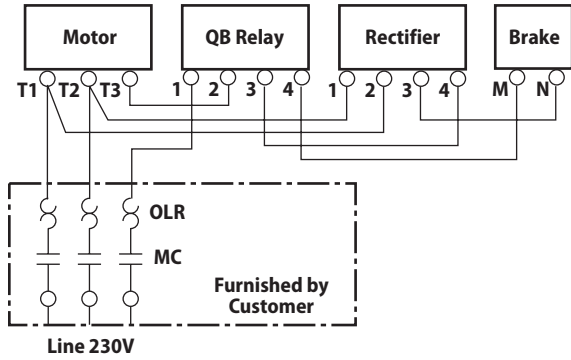 Motor QB Relay Rectifier Brake
T1 T2 T3 1 2 3 4 1 2 3 4 M N
OLR
MC
Furnished by
Customer
Line 230V